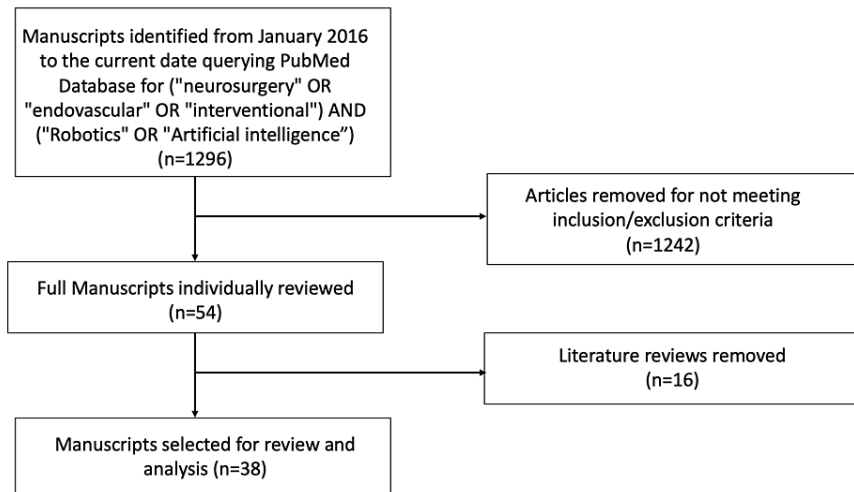 Manuscripts identified from January 2016
to the current date querying PubMed
Database for ("neurosurgery" OR
"endovascular" OR "interventional") AND
("Robotics" OR "Artificial intelligence”)
(n=1296)
Articles removed for not meeting
inclusion/exclusion criteria
(n=1242)
Full Manuscripts individually reviewed
(n=54)
Literature reviews removed
(n=16)
Manuscripts selected for review and
analysis (n=38)